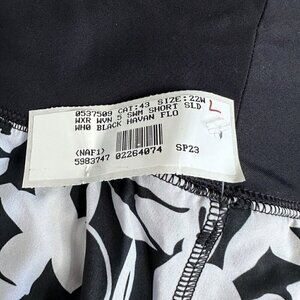 0537509 CAT:43 SIZE:22W L
WXR WVN 5 SWM SHORT SLD
WH0 BLACK HAVAN FLO
(NAF1)
5983747 02264074 SP23